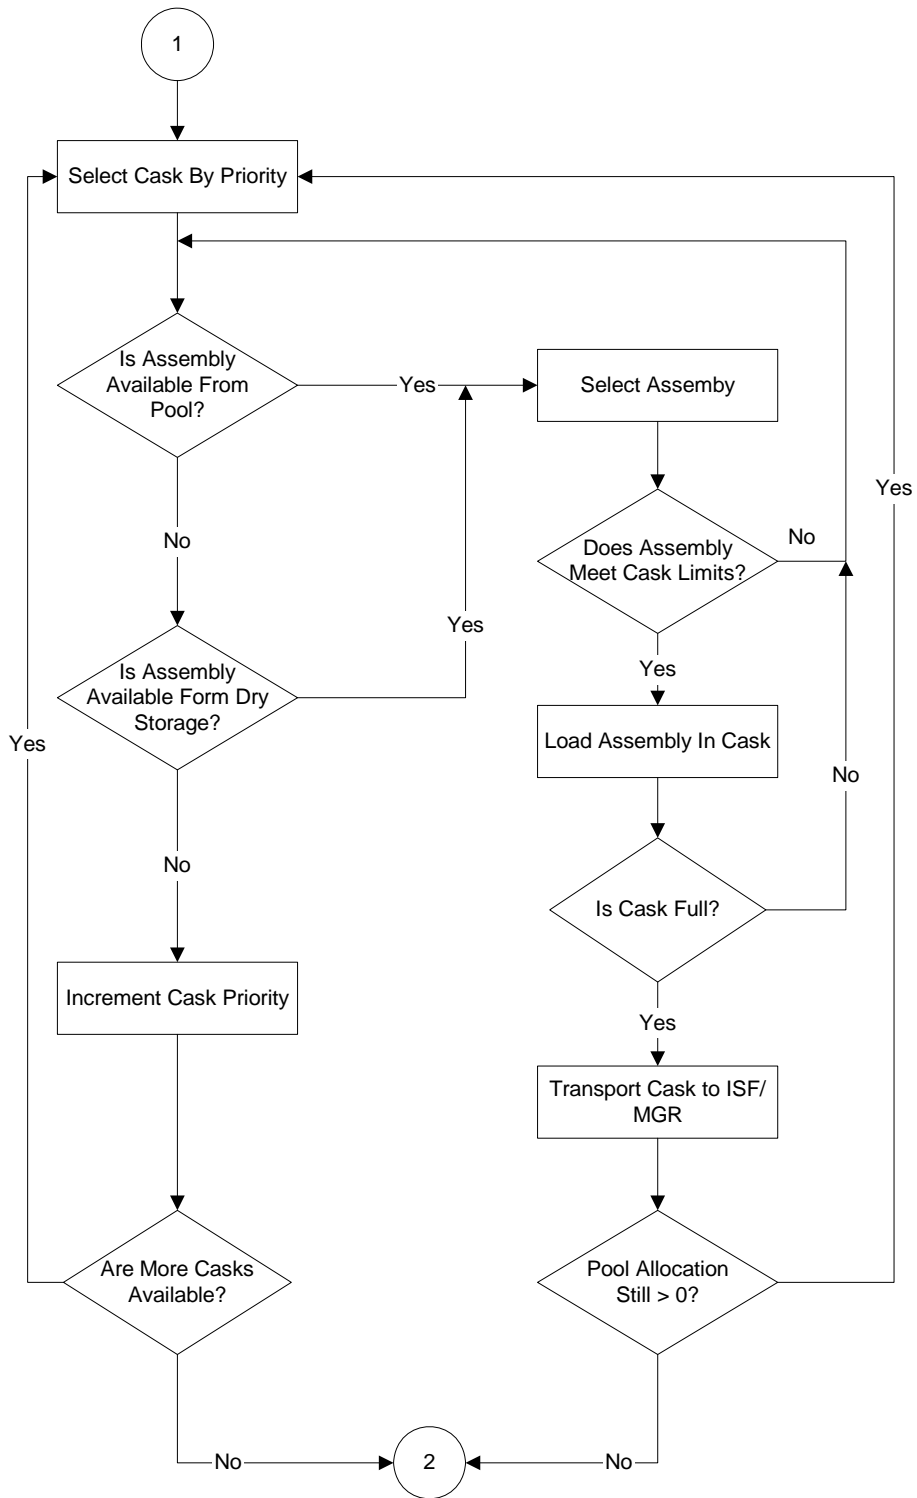 1
Select Cask By Priority
Is Assembly
Available From
Pool?
Yes
Select Assemby
Yes
No
Does Assembly
Meet Cask Limits?
No
Yes
Is Assembly
Available Form Dry
Storage?
Yes
Yes
Load Assembly In Cask
No
No
Is Cask Full?
Increment Cask Priority
Yes
Transport Cask to ISF/
MGR
Are More Casks
Available?
Pool Allocation
Still > 0?
No
2
No